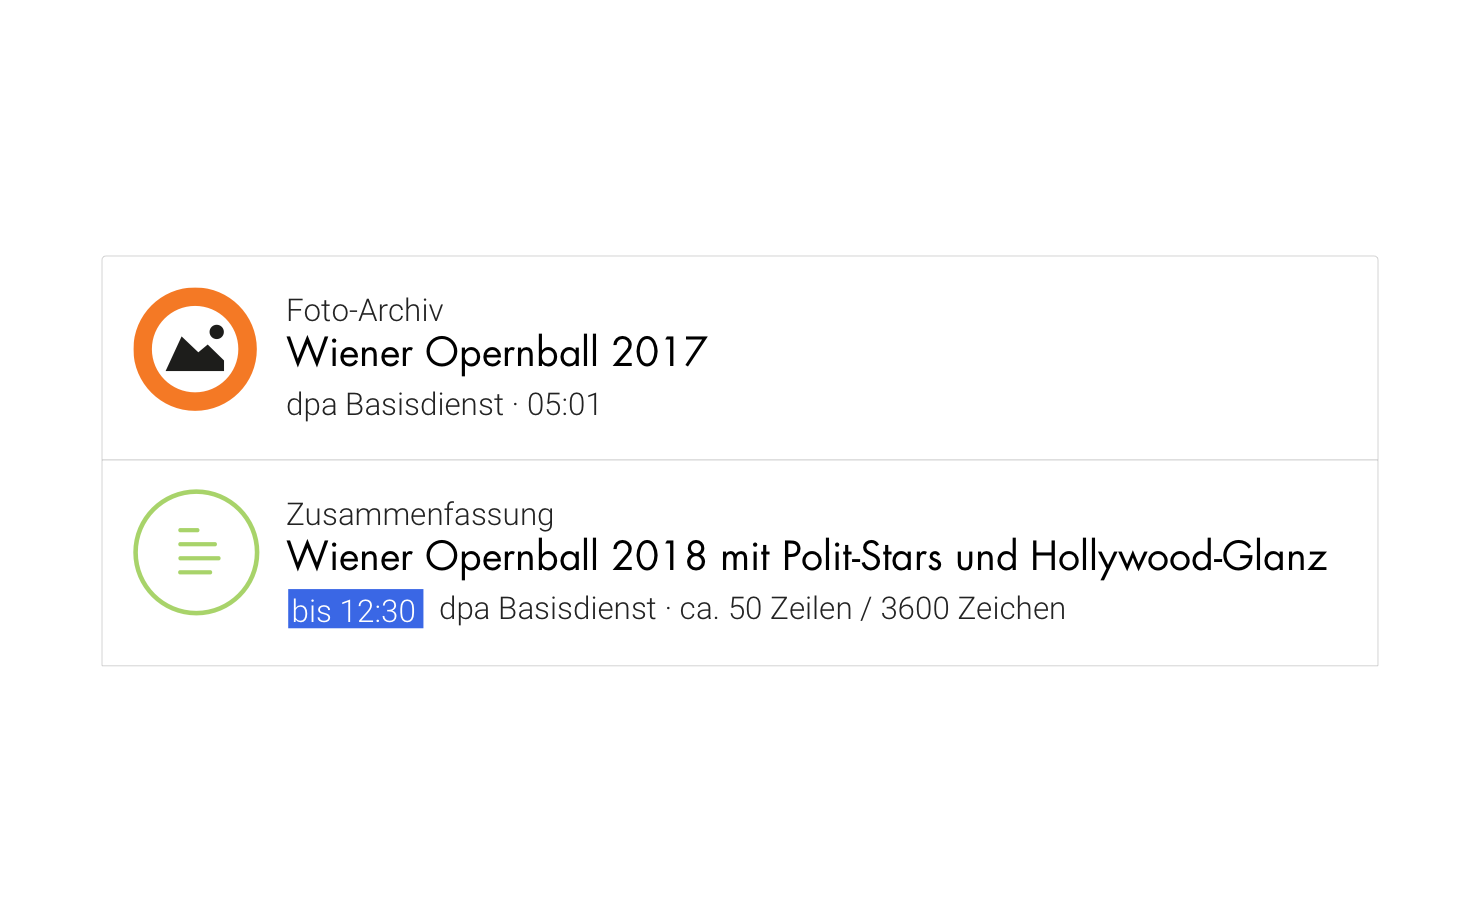 Foto-Archiv
Wiener Opernball 2017
dpa Basisdienst · 05:01
Zusammenfassung
Wiener Opernball 2018 mit Polit-Stars und Hollywood-Glanz
bis 12:30 dpa Basisdienst · ca. 50 Zeilen / 3600 Zeichen